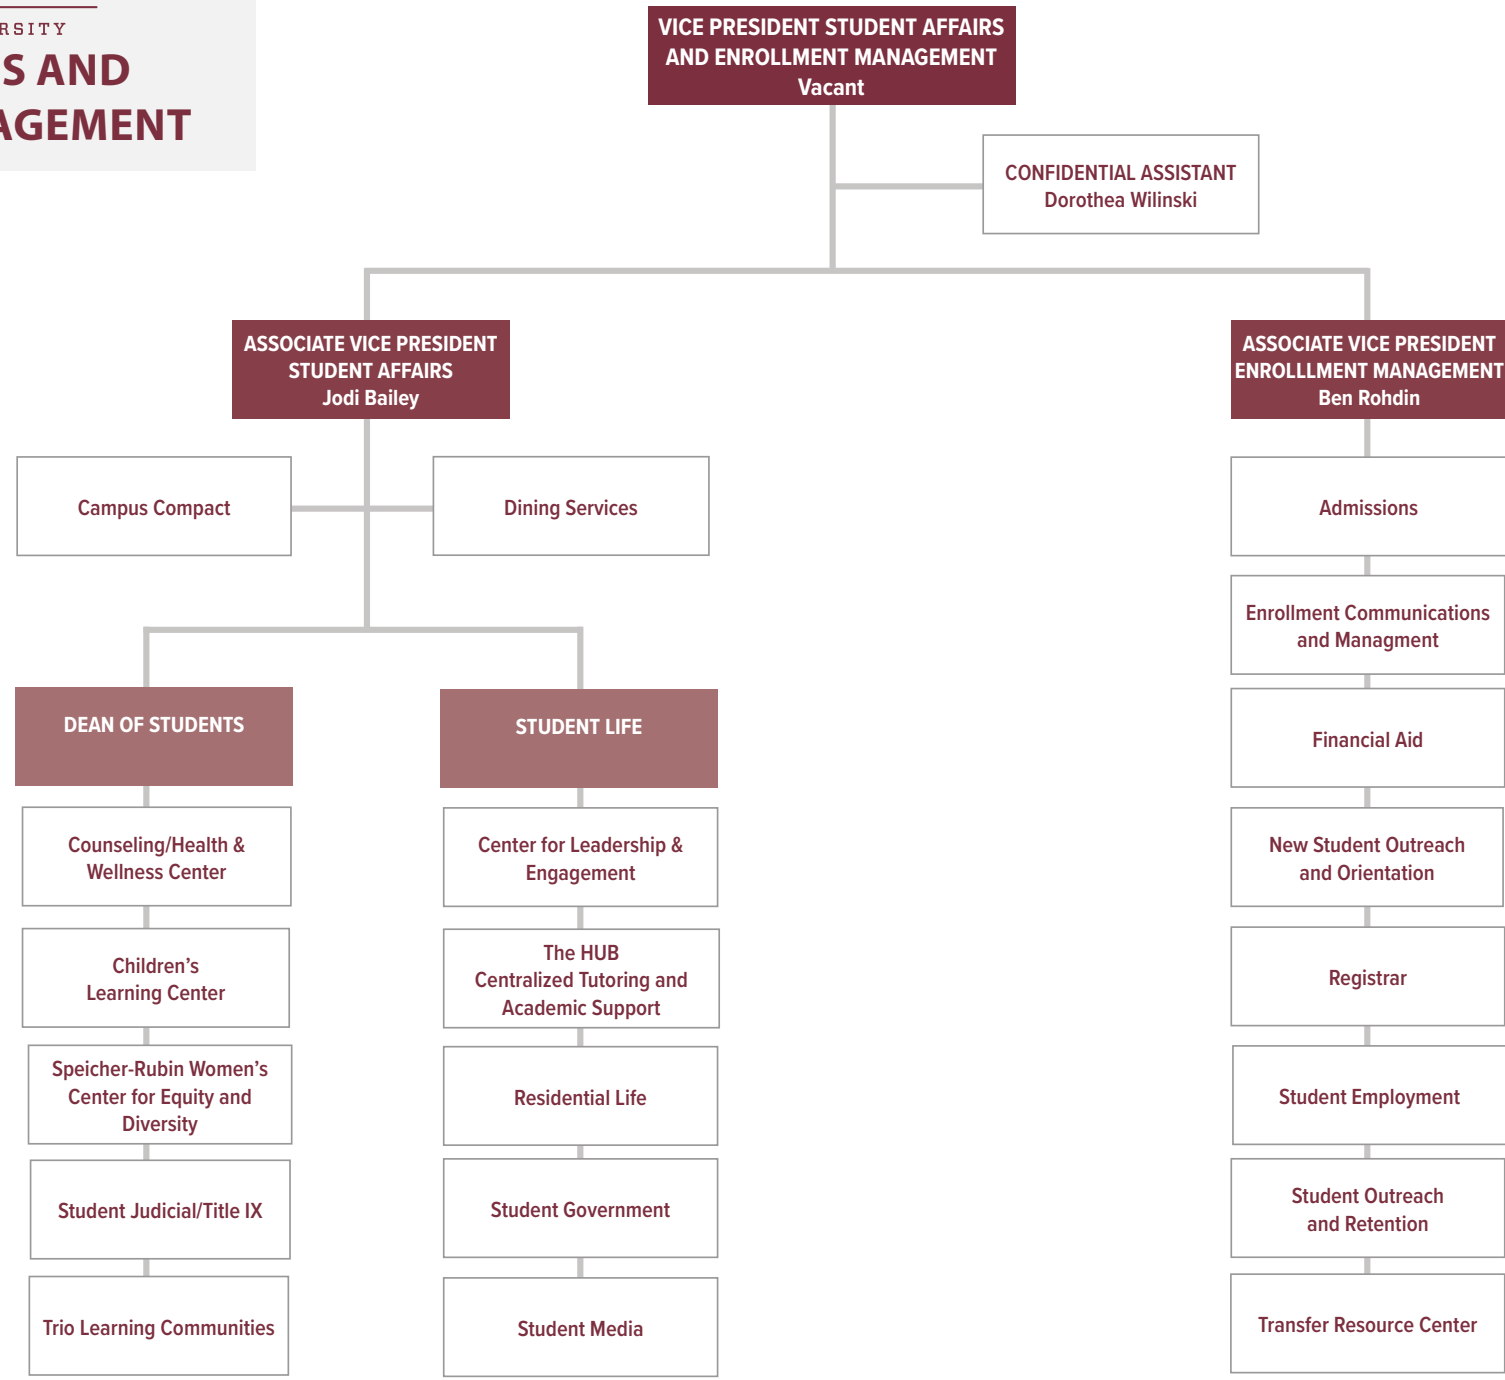 RSITY
S AND
AGEMENT
VICE PRESIDENT STUDENT AFFAIRS
AND ENROLLMENT MANAGEMENT
Vacant
CONFIDENTIAL ASSISTANT
Dorothea Wilinski
ASSOCIATE VICE PRESIDENT
STUDENT AFFAIRS
Jodi Bailey
ASSOCIATE VICE PRESIDENT
ENROLLLMENT MANAGEMENT
Ben Rohdin
Campus Compact
Dining Services
DEAN OF STUDENTS
Counseling/Health &
Wellness Center
Children’s
Learning Center
Speicher-Rubin Women’s
Center for Equity and
Diversity
Student Judicial/Title IX
Trio Learning Communities
STUDENT LIFE
Center for Leadership &
Engagement
The HUB
Centralized Tutoring and
Academic Support
Residential Life
Student Government
Student Media
Admissions
Enrollment Communications
and Managment
Financial Aid
New Student Outreach
and Orientation
Registrar
Student Employment
Student Outreach
and Retention
Transfer Resource Center